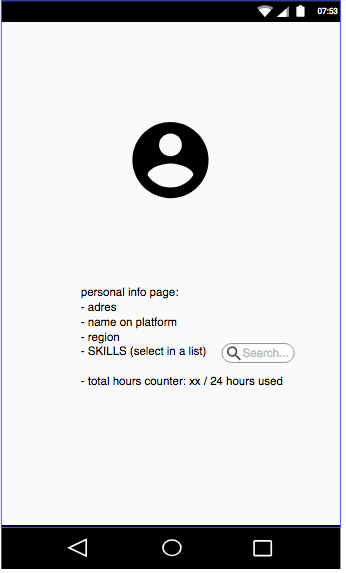 07:53
personal info page:
- adres
- name on platform
- region
- SKILLS (select in a list)
Search...
- total hours counter: xx / 24 hours used